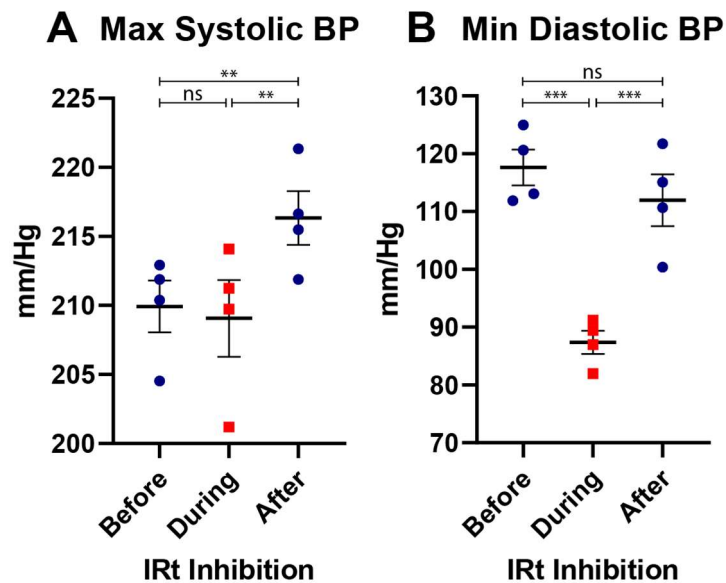 A Max Systolic BP
**
ns
**
225
220
215
210
205
200
mm/Hg
Before
During
After
IRt Inhibition
B Min Diastolic BP
ns
***
***
130
120
110
100
90
80
70
mm/Hg
Before
During
After
IRt Inhibition